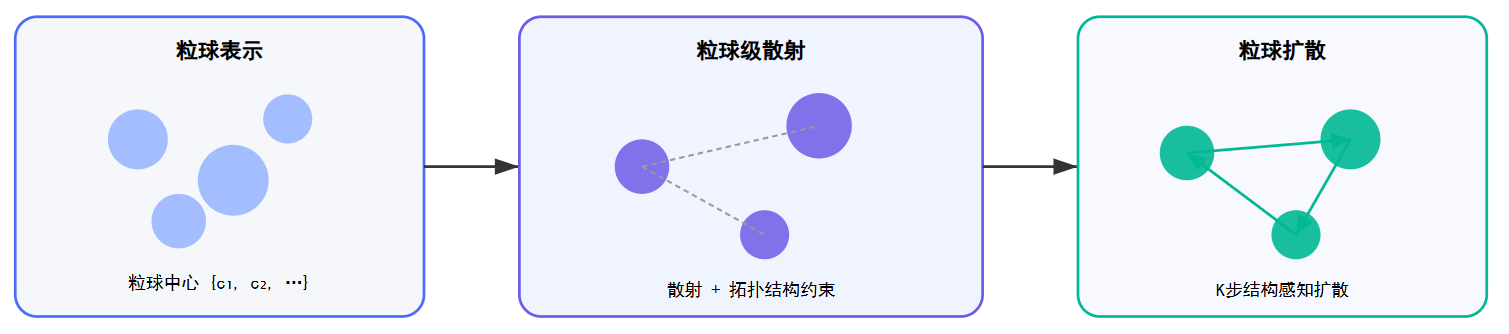 粒球表示
粒球中心 {c₁, c₂, ⋯}
粒球级散射
散射 + 拓扑结构约束
粒球扩散
K步结构感知扩散